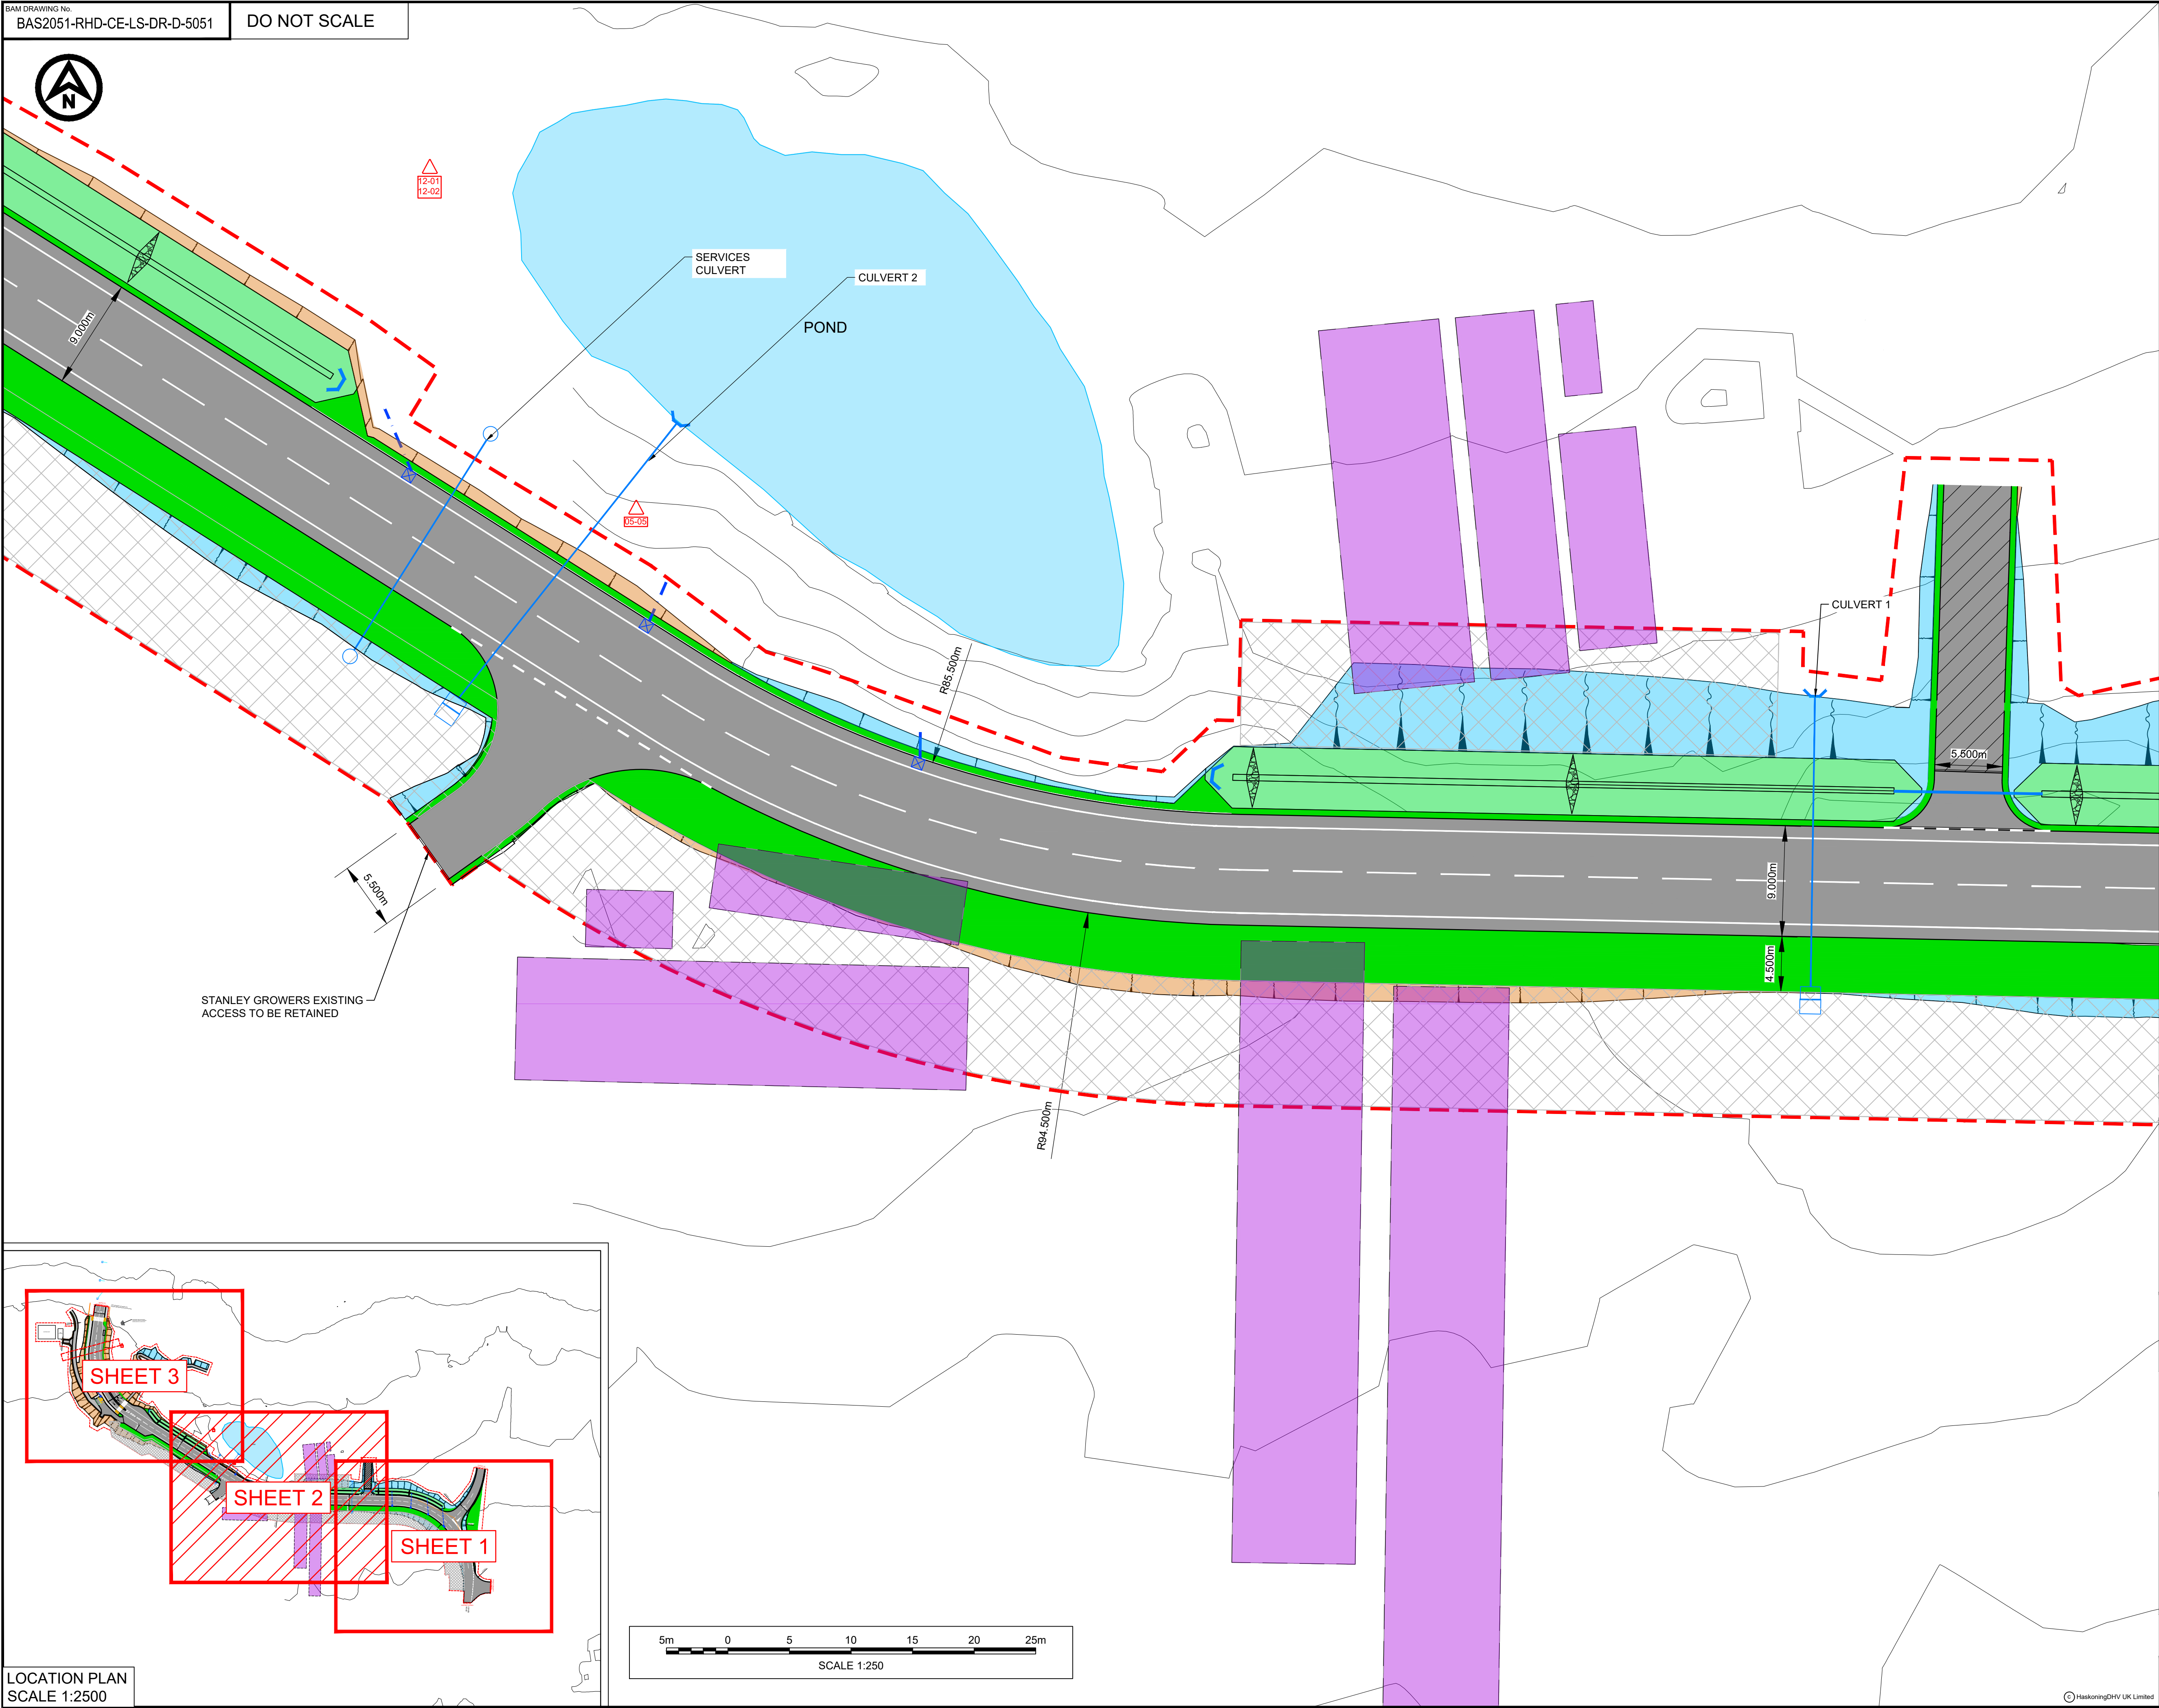 BAM DRAWING No.
BAS2051-RHD-CE-LS-DR-D-5051
DO NOT SCALE
N
12-01
12-02
SERVICES
CULVERT
CULVERT 2
POND
9.000m
05-05
CULVERT 1
R85.500m
5.500m
5.500m
9.000m
4.500m
STANLEY GROWERS EXISTING
ACCESS TO BE RETAINED
R94.500m
SHEET 3
SHEET 2
SHEET 1
5m 0 5 10 15 20 25m
SCALE 1:250
LOCATION PLAN
SCALE 1:2500
© HaskoningDHV UK Limited